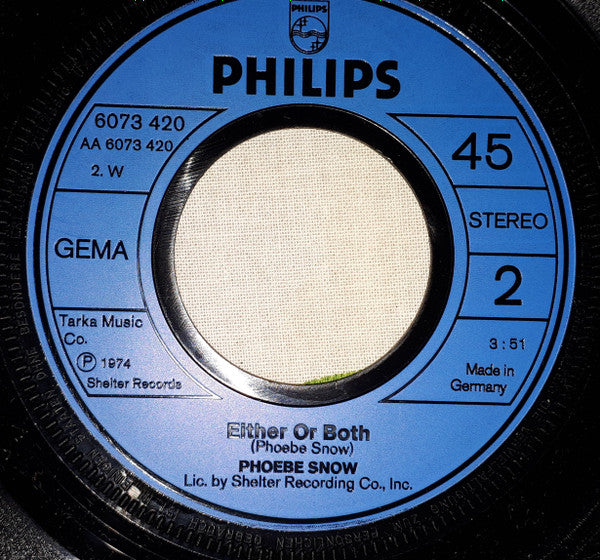 PHILIPS
PHILIPS
6073 420
AA 6073 420
2. W
GEMA
Tarka Music
Co.
Ⓟ 1974
Shelter Records
45
STEREO
2
3:51
Made in
Germany
Either Or Both
(Phoebe Snow)
PHOEBE SNOW
Lic. by Shelter Recording Co., Inc.